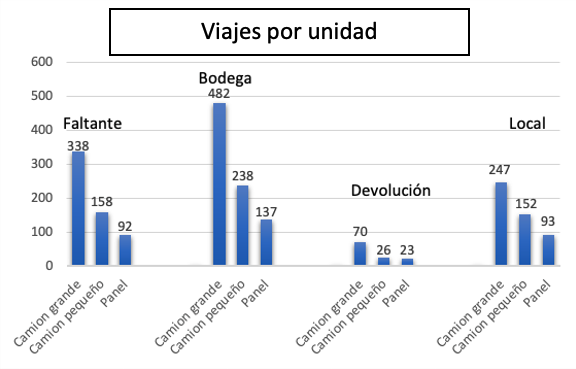 Viajes por unidad
600
500
400
300
200
100
0
Faltante
338
158
92
Bodega
482
238
137
Devolución
70
26
23
Local
247
152
93
Camion grande
Camion pequeño
Panel
Camion grande
Camion pequeño
Panel
Camion grande
Camion pequeño
Panel
Camion grande
Camion pequeño
Panel